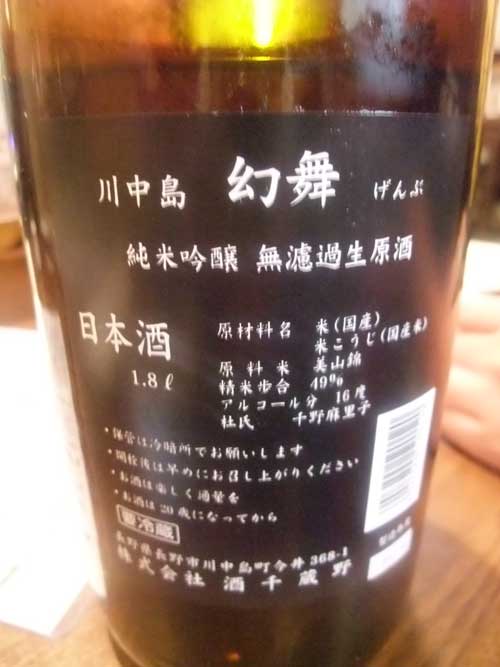 川中島 幻舞 げんぶ
純米吟醸 無濾過生原酒
日本酒
1.8ℓ
原材料名 米(国産)
米こうじ(国産米)
原料米 美山錦
精米歩合 49%
アルコール分 16度
杜氏 千野麻里子
・保管は冷暗所でお願いします
・開栓後は早めにお召し上がりください
・お酒は楽しく適量を
・お酒は20歳になってから
要冷蔵
長野県長野市川中島町今井368-1
株式会社 酒千蔵野
製造年月